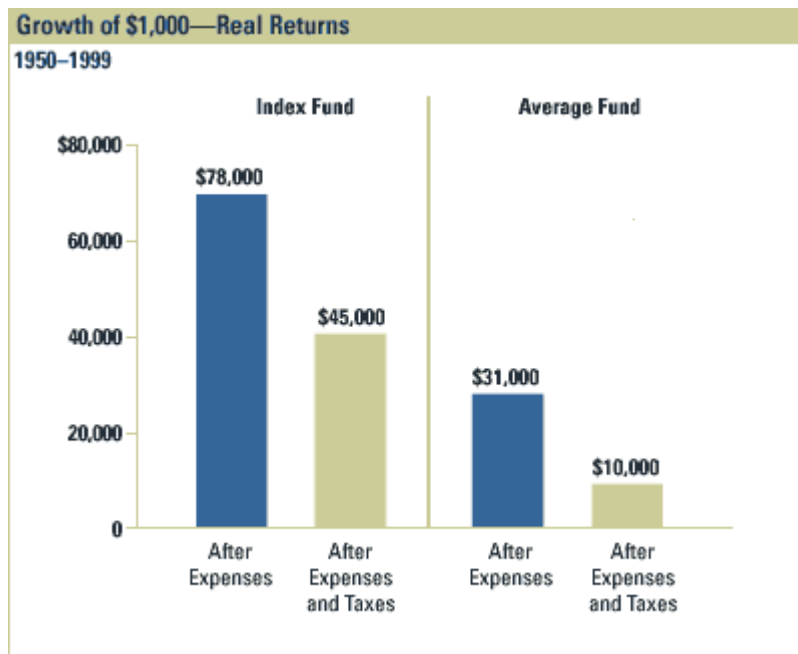 Growth of $1,000—Real Returns
1950–1999
Index Fund
Average Fund
$80,000
60,000
40,000
20,000
0
$78,000
$45,000
$31,000
$10,000
After
Expenses
After
Expenses
and Taxes
After
Expenses
After
Expenses
and Taxes